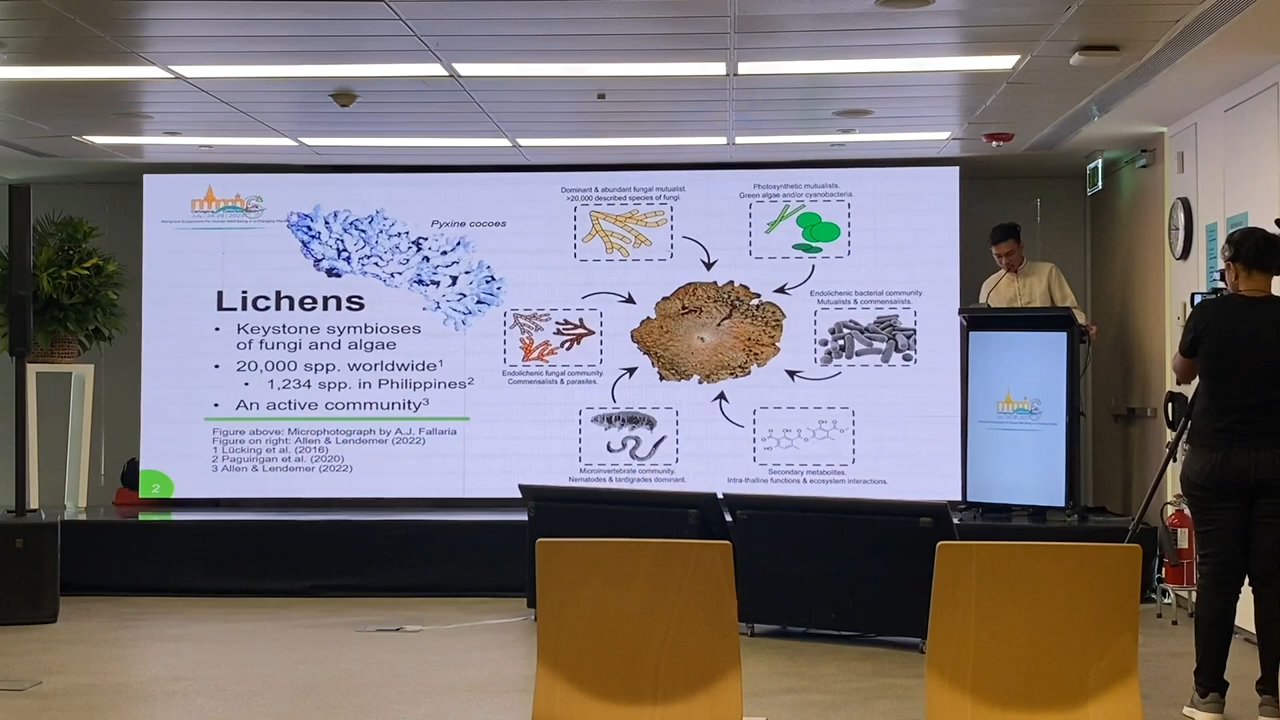 Pyxine cocoes
Lichens
• Keystone symbioses
of fungi and algae
• 20,000 spp. worldwide1
• 1,234 spp. in Philippines2
• An active community3
Figure above: Microphotograph by A.J. Fallaria
Figure on right: Allen & Lendemer (2022)
1 Lücking et al. (2016)
2 Paguirigan et al. (2020)
3 Allen & Lendemer (2022)
2
Dominant & abundant fungal mutualist.
>20,000 described species of fungi.
Photosynthetic mutualists.
Green algae and/or cyanobacteria.
Endolichenic bacterial community.
Mutualists & commensalists.
Endolichenic fungal community.
Commensalists & parasites.
Microinvertebrate community.
Nematodes & tardigrades dominant.
Secondary metabolites.
Intra-thalline functions & ecosystem interactions.